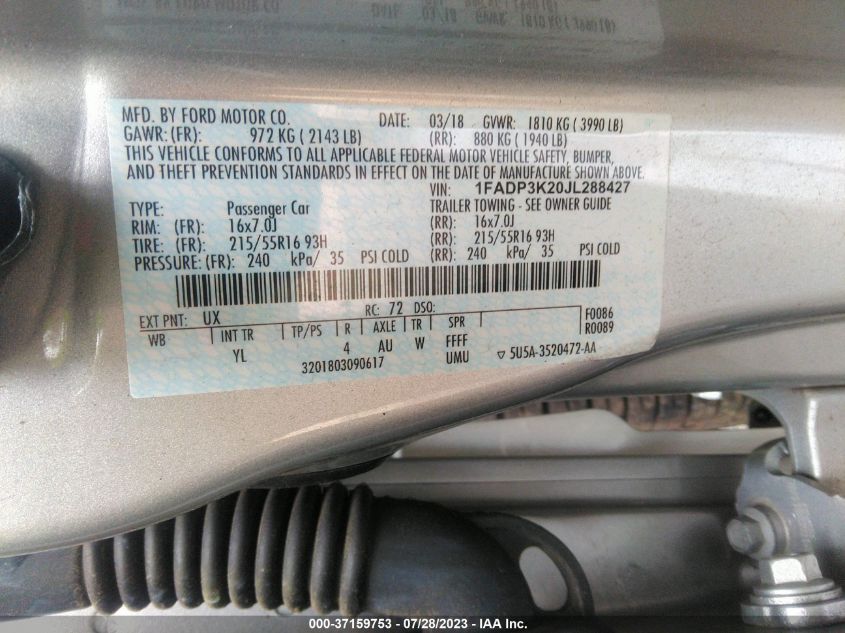 MFD. BY FORD MOTOR CO. DATE: 03/18 GVWR: 1810 KG ( 3990 LB)
GAWR: (FR): 972 KG ( 2143 LB) (RR): 880 KG ( 1940 LB)
THIS VEHICLE CONFORMS TO ALL APPLICABLE FEDERAL MOTOR VEHICLE SAFETY, BUMPER,
AND THEFT PREVENTION STANDARDS IN EFFECT ON THE DATE OF MANUFACTURE SHOWN ABOVE.
VIN: 1FADP3K20JL288427
TYPE: Passenger Car TRAILER TOWING - SEE OWNER GUIDE
RIM: (FR): 16x7.0J (RR): 16x7.0J
TIRE: (FR): 215/55R16 93H (RR): 215/55R16 93H
PRESSURE: (FR): 240 kPa/ 35 PSI COLD (RR): 240 kPa/ 35 PSI COLD
EXT PNT: UX RC: 72 DSO: F0086
WB INT TR TP/PS R AXLE TR SPR R0089
YL 4 AU W FFFF
3201803090617 UMU ▽ 5U5A-3520472-AA
000-37159753 - 07/28/2023 - IAA Inc.